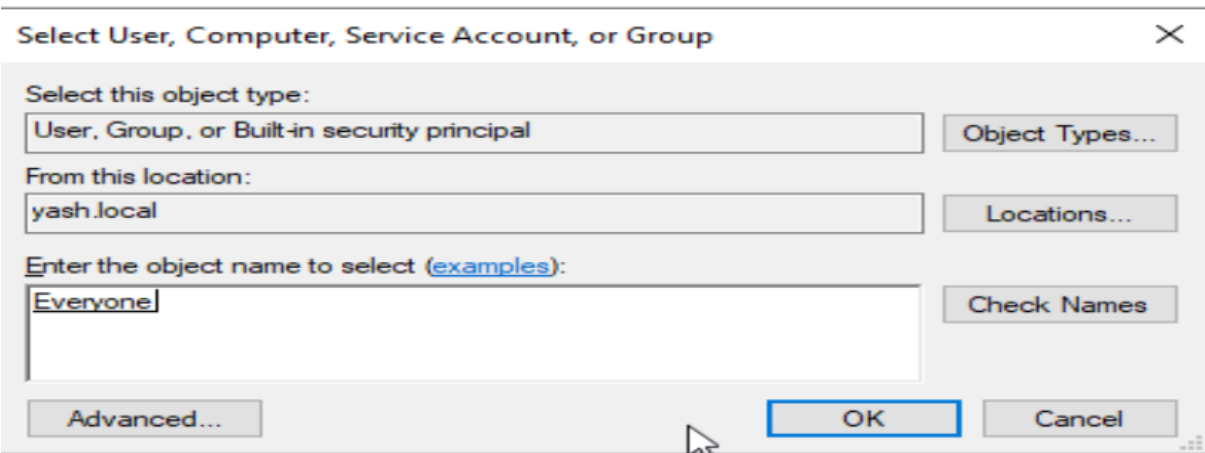 Select User, Computer, Service Account, or Group
Select this object type:
User, Group, or Built-in security principal
Object Types...
From this location:
yash.local
Locations...
Enter the object name to select (examples):
Everyone
Check Names
Advanced...
OK
Cancel